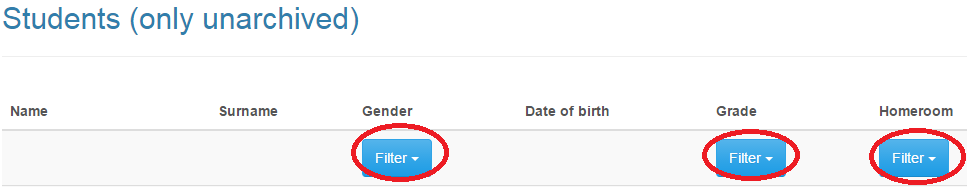 Students (only unarchived)
Name Surname Gender Date of birth Grade Homeroom
Filter Filter Filter